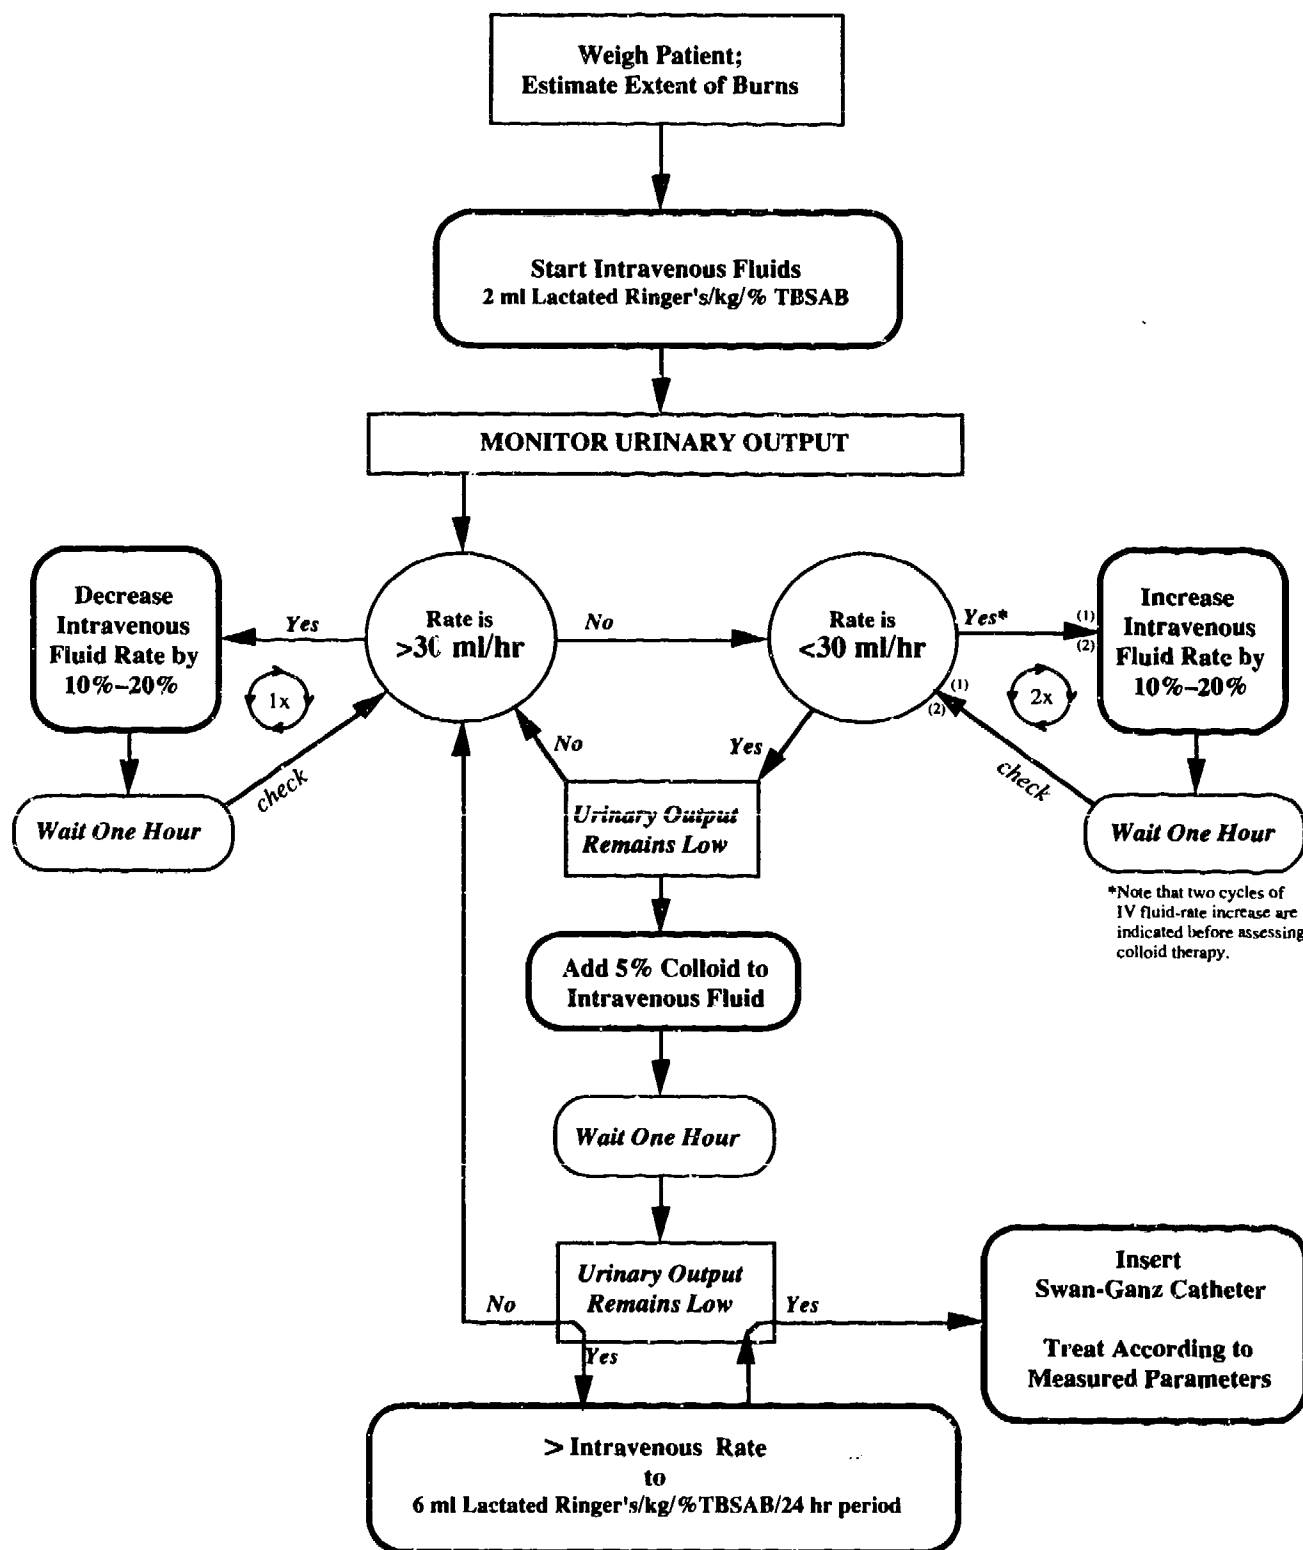 Weigh Patient;
Estimate Extent of Burns
Start Intravenous Fluids
2 ml Lactated Ringer's/kg/% TBSAB
MONITOR URINARY OUTPUT
Decrease
Intravenous
Fluid Rate by
10%–20%
Yes
1x
Wait One Hour
check
Rate is
>30 ml/hr
No
Rate is
<30 ml/hr
Yes*
(1)
(2)
Increase
Intravenous
Fluid Rate by
10%–20%
2x
(1)
(2)
check
Wait One Hour
*Note that two cycles of
IV fluid-rate increase are
indicated before assessing
colloid therapy.
No
Yes
Urinary Output
Remains Low
Add 5% Colloid to
Intravenous Fluid
Wait One Hour
Urinary Output
Remains Low
No
Yes
Yes
Insert
Swan-Ganz Catheter
Treat According to
Measured Parameters
> Intravenous Rate
to
6 ml Lactated Ringer's/kg/%TBSAB/24 hr period